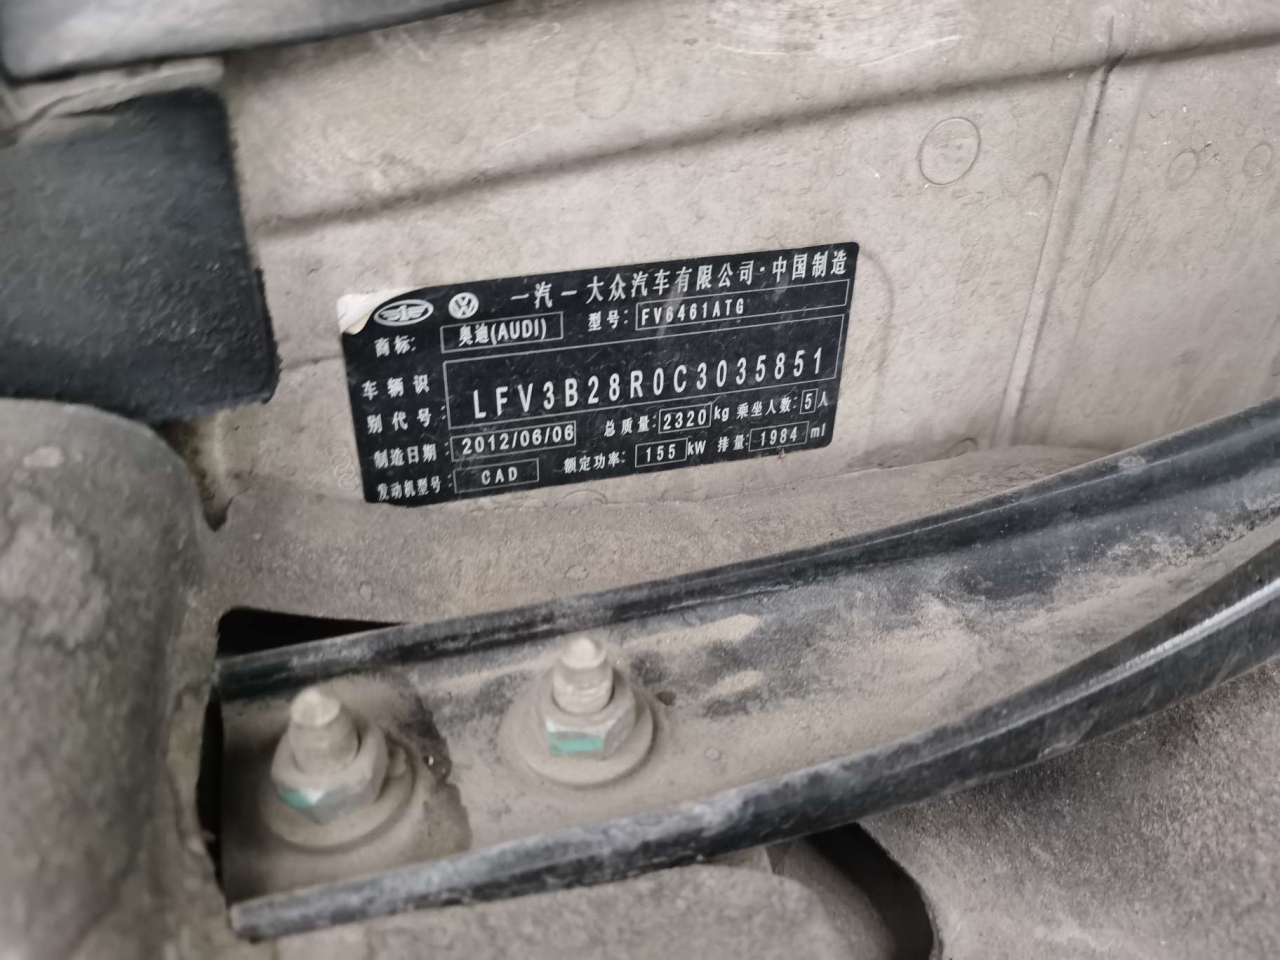 一汽一大众汽车有限公司·中国制造
商标: 奥迪(AUDI) 型号: FV6461ATG
车辆识别代号: LFV3B28R0C3035851
制造日期: 2012/06/06 总质量: 2320 kg 乘坐人数: 5 人
发动机型号: CAD 额定功率: 155 kW 排量: 1984 ml